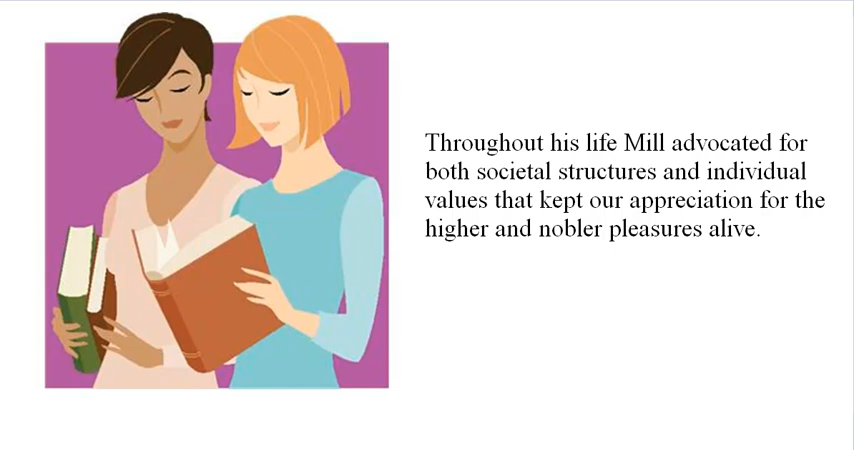 Throughout his life Mill advocated for
both societal structures and individual
values that kept our appreciation for the
higher and nobler pleasures alive.